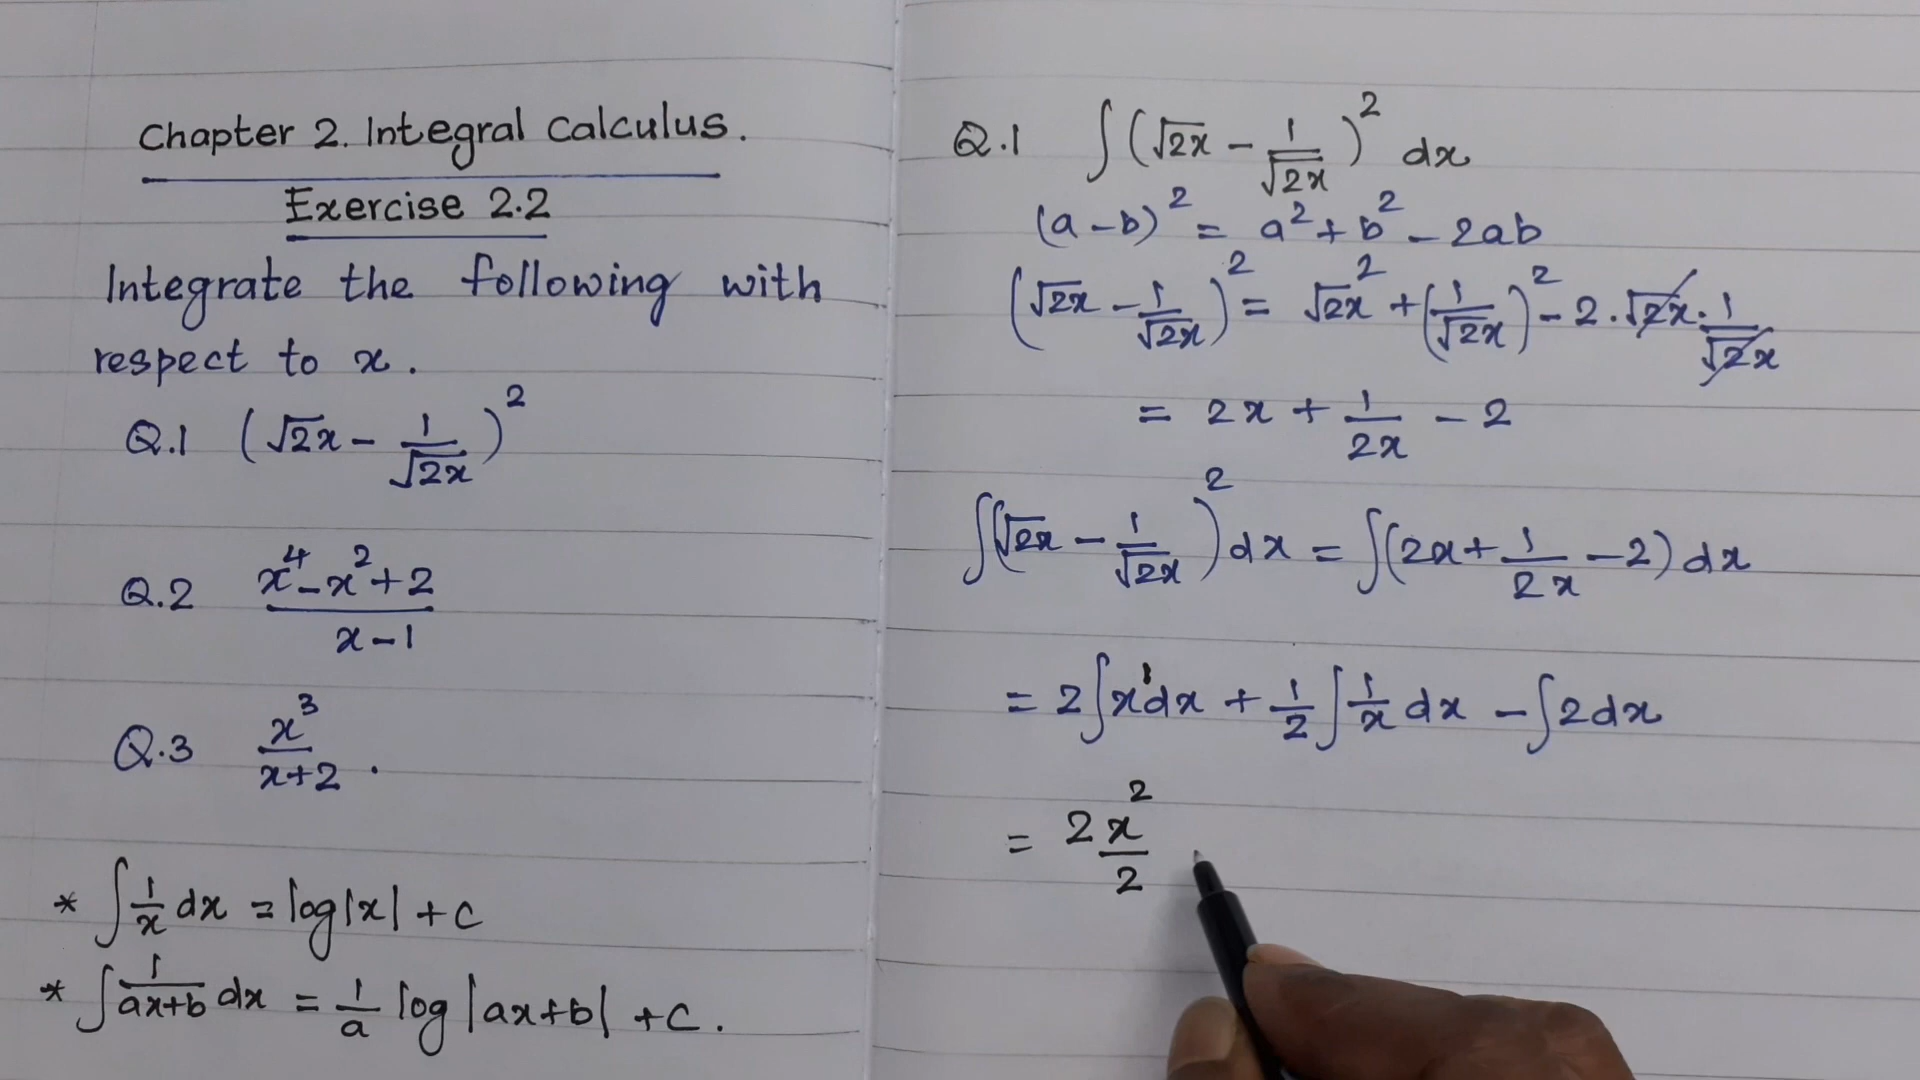 Chapter 2. Integral Calculus.
Exercise 2.2
Integrate the following with
respect to x.
Q.1 (√2x - 1/√2x)²
Q.2 (x⁴ - x² + 2)/(x - 1)
Q.3 x³/(x+2).
* ∫ 1/x dx = log|x| + c
* ∫ 1/(ax+b) dx = 1/a log|ax+b| + c.
Q.1 ∫(√2x - 1/√2x)² dx
(a-b)² = a² + b² - 2ab
(√2x - 1/√2x)² = √2x² + (1/√2x)² - 2.√2x.1/√2x
= 2x + 1/2x - 2
∫(√2x - 1/√2x)² dx = ∫(2x + 1/2x - 2) dx
= 2∫x¹dx + 1/2 ∫1/x dx - ∫2dx
= 2x²/2